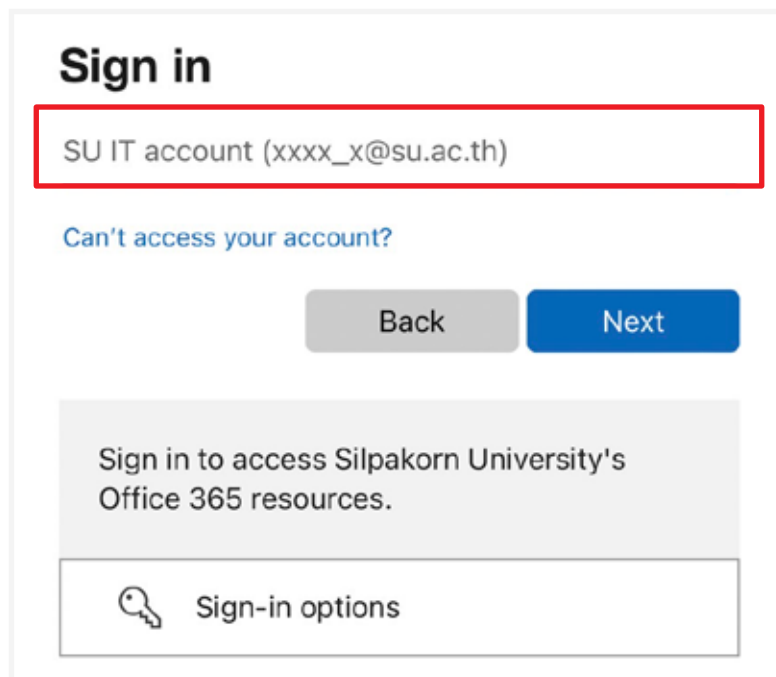 Sign in
SU IT account (xxxx_x@su.ac.th)
Can't access your account?
Back
Next
Sign in to access Silpakorn University's
Office 365 resources.
Sign-in options